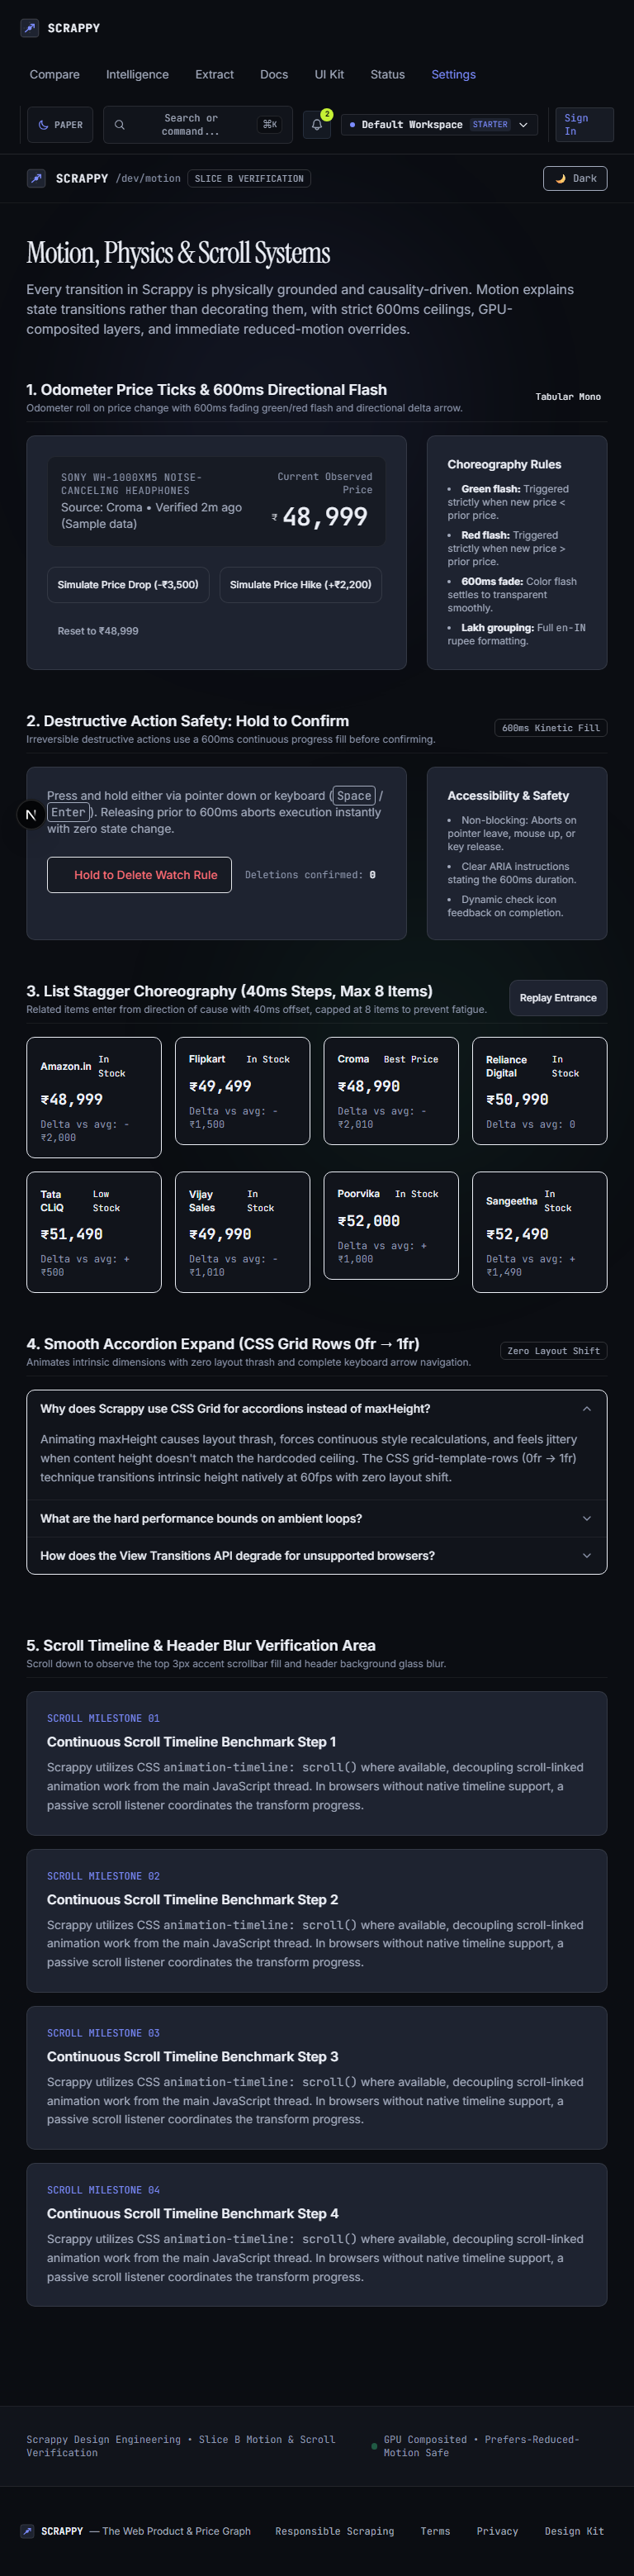 SCRAPPY
Compare Intelligence Extract Docs UI Kit Status Settings
PAPER
Search or
command...
⌘K
2
Default Workspace STARTER
Sign
In
SCRAPPY /dev/motion SLICE B VERIFICATION
🌙 Dark
Motion, Physics & Scroll Systems
Every transition in Scrappy is physically grounded and causality-driven. Motion explains
state transitions rather than decorating them, with strict 600ms ceilings, GPU-
composited layers, and immediate reduced-motion overrides.
1. Odometer Price Ticks & 600ms Directional Flash
Odometer roll on price change with 600ms fading green/red flash and directional delta arrow.
Tabular Mono
SONY WH-1000XM5 NOISE-
CANCELING HEADPHONES
Source: Croma • Verified 2m ago
(Sample data)
Current Observed
Price
₹ 48,999
Simulate Price Drop (-₹3,500)
Simulate Price Hike (+₹2,200)
Reset to ₹48,999
Choreography Rules
• Green flash: Triggered
strictly when new price <
prior price.
• Red flash: Triggered
strictly when new price >
prior price.
• 600ms fade: Color flash
settles to transparent
smoothly.
• Lakh grouping: Full en-IN
rupee formatting.
2. Destructive Action Safety: Hold to Confirm
Irreversible destructive actions use a 600ms continuous progress fill before confirming.
600ms Kinetic Fill
Press and hold either via pointer down or keyboard (Space /
Enter). Releasing prior to 600ms aborts execution instantly
with zero state change.
Hold to Delete Watch Rule
Deletions confirmed: 0
N
Accessibility & Safety
• Non-blocking: Aborts on
pointer leave, mouse up, or
key release.
• Clear ARIA instructions
stating the 600ms duration.
• Dynamic check icon
feedback on completion.
3. List Stagger Choreography (40ms Steps, Max 8 Items)
Related items enter from direction of cause with 40ms offset, capped at 8 items to prevent fatigue.
Replay Entrance
Amazon.in In
Stock
₹48,999
Delta vs avg: -
₹2,000
Flipkart In Stock
₹49,499
Delta vs avg: -
₹1,500
Croma Best Price
₹48,990
Delta vs avg: -
₹2,010
Reliance
Digital
In
Stock
₹50,990
Delta vs avg: 0
Tata
CLiQ
Low
Stock
₹51,490
Delta vs avg: +
₹500
Vijay
Sales
In
Stock
₹49,990
Delta vs avg: -
₹1,010
Poorvika In Stock
₹52,000
Delta vs avg: +
₹1,000
Sangeetha In
Stock
₹52,490
Delta vs avg: +
₹1,490
4. Smooth Accordion Expand (CSS Grid Rows 0fr → 1fr)
Animates intrinsic dimensions with zero layout thrash and complete keyboard arrow navigation.
Zero Layout Shift
Why does Scrappy use CSS Grid for accordions instead of maxHeight?
Animating maxHeight causes layout thrash, forces continuous style recalculations, and feels jittery
when content height doesn't match the hardcoded ceiling. The CSS grid-template-rows (0fr → 1fr)
technique transitions intrinsic height natively at 60fps with zero layout shift.
What are the hard performance bounds on ambient loops?
How does the View Transitions API degrade for unsupported browsers?
5. Scroll Timeline & Header Blur Verification Area
Scroll down to observe the top 3px accent scrollbar fill and header background glass blur.
SCROLL MILESTONE 01
Continuous Scroll Timeline Benchmark Step 1
Scrappy utilizes CSS animation-timeline: scroll() where available, decoupling scroll-linked
animation work from the main JavaScript thread. In browsers without native timeline support, a
passive scroll listener coordinates the transform progress.
SCROLL MILESTONE 02
Continuous Scroll Timeline Benchmark Step 2
Scrappy utilizes CSS animation-timeline: scroll() where available, decoupling scroll-linked
animation work from the main JavaScript thread. In browsers without native timeline support, a
passive scroll listener coordinates the transform progress.
SCROLL MILESTONE 03
Continuous Scroll Timeline Benchmark Step 3
Scrappy utilizes CSS animation-timeline: scroll() where available, decoupling scroll-linked
animation work from the main JavaScript thread. In browsers without native timeline support, a
passive scroll listener coordinates the transform progress.
SCROLL MILESTONE 04
Continuous Scroll Timeline Benchmark Step 4
Scrappy utilizes CSS animation-timeline: scroll() where available, decoupling scroll-linked
animation work from the main JavaScript thread. In browsers without native timeline support, a
passive scroll listener coordinates the transform progress.
Scrappy Design Engineering • Slice B Motion & Scroll
Verification
GPU Composited • Prefers-Reduced-
Motion Safe
SCRAPPY — The Web Product & Price Graph
Responsible Scraping Terms Privacy Design Kit